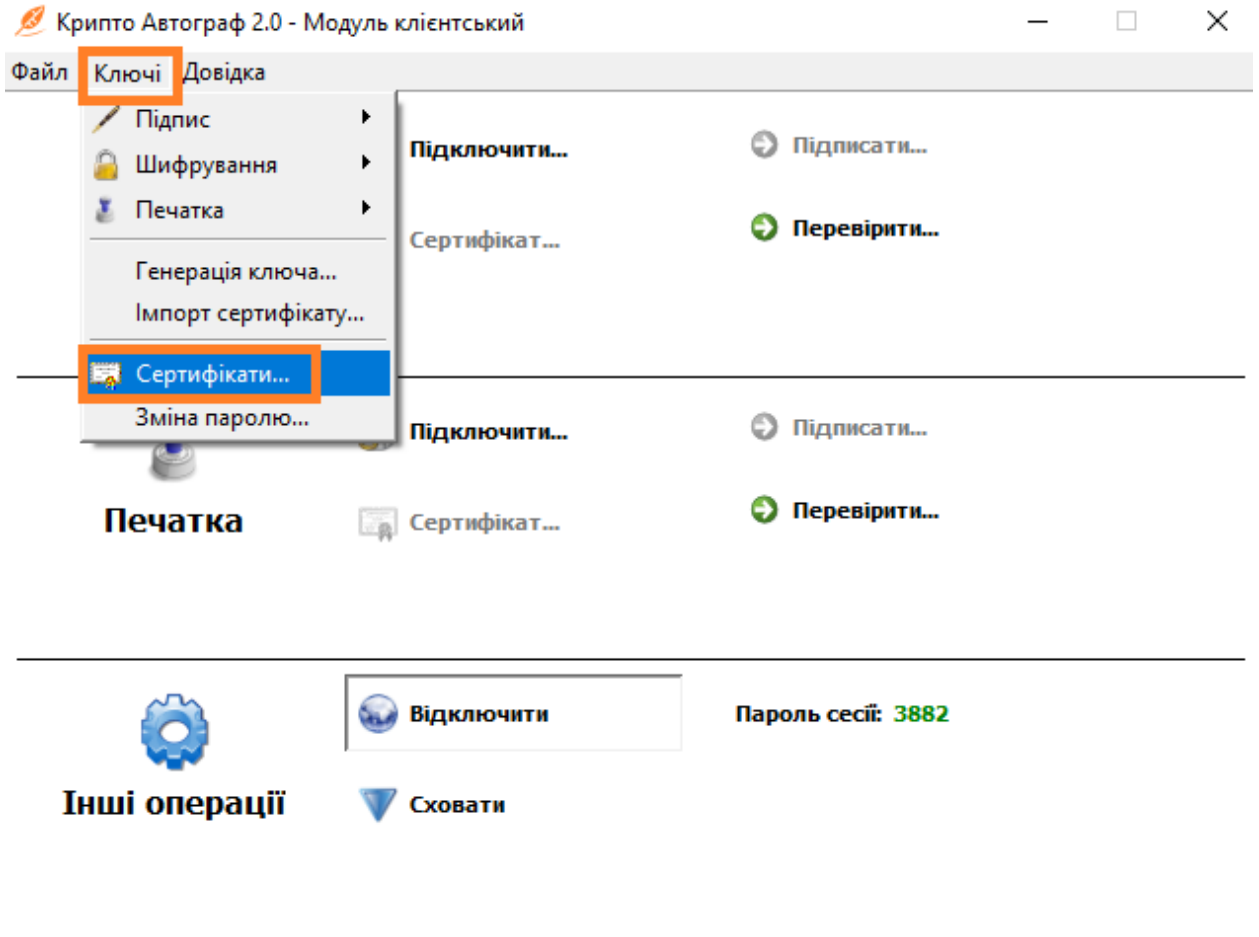 Крипто Автограф 2.0 - Модуль клієнтський
Файл Ключі Довідка
Підпис
Шифрування
Печатка
Генерація ключа...
Імпорт сертифікату...
Сертифікати...
Зміна паролю...
Підключити...
Підписати...
Сертифікат...
Перевірити...
Підключити...
Підписати...
Печатка
Сертифікат...
Перевірити...
Відключити
Пароль сесії: 3882
Інші операції
Сховати